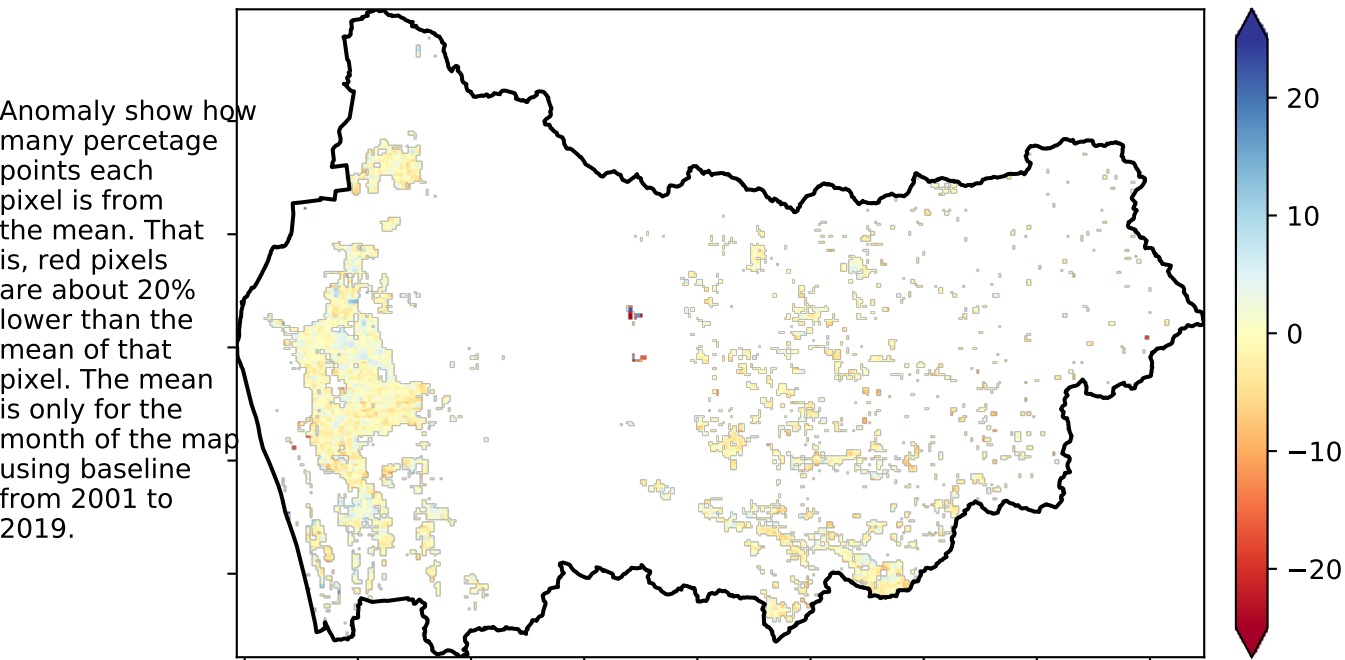 Anomaly show how
many percetage
points each
pixel is from
the mean. That
is, red pixels
are about 20%
lower than the
mean of that
pixel. The mean
is only for the
month of the map
using baseline
from 2001 to
2019.
20
10
0
−10
−20